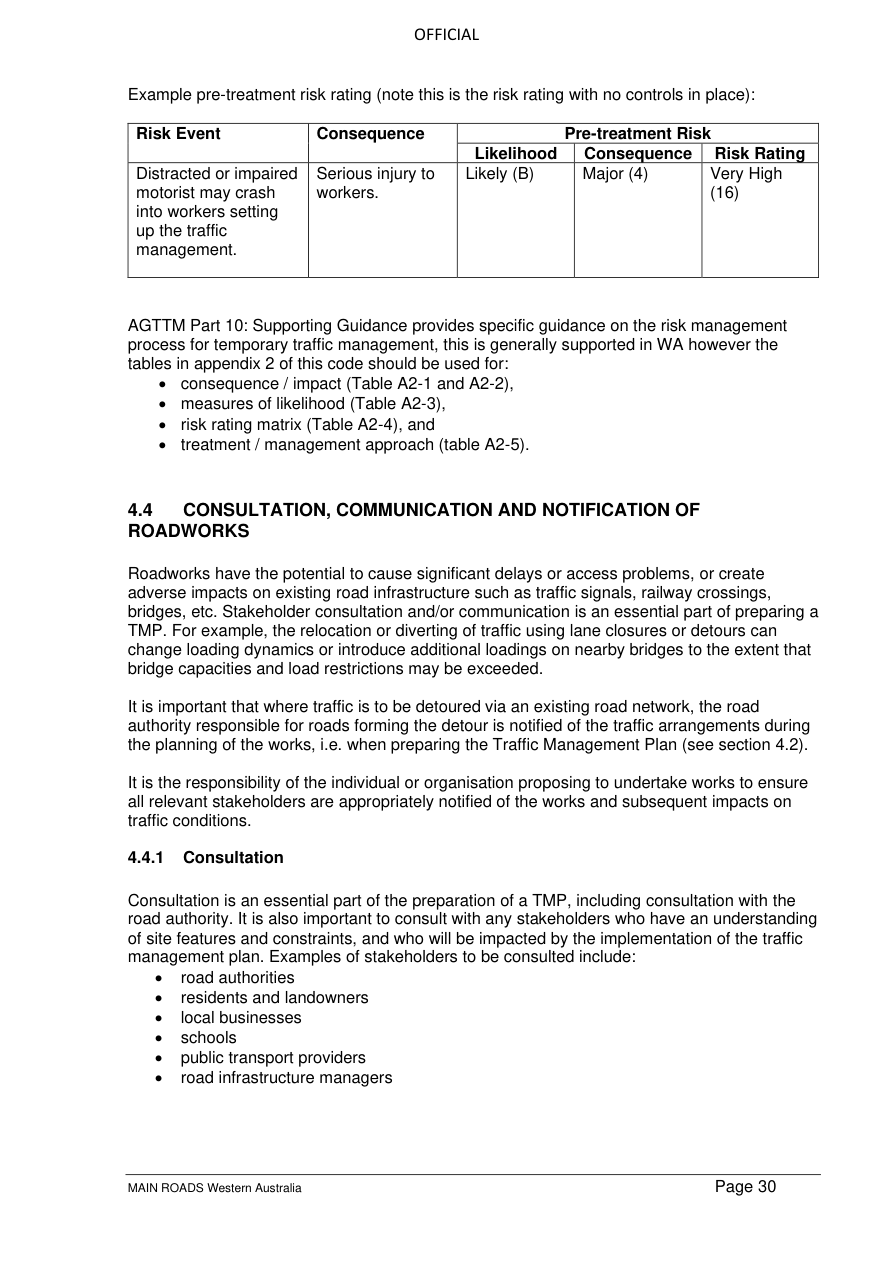 OFFICIAL
Example pre-treatment risk rating (note this is the risk rating with no controls in place):
Risk Event Consequence Pre-treatment Risk
Likelihood Consequence Risk Rating
Distracted or impaired motorist may crash into workers setting up the traffic management. Serious injury to workers. Likely (B) Major (4) Very High (16)
AGTTM Part 10: Supporting Guidance provides specific guidance on the risk management
process for temporary traffic management, this is generally supported in WA however the
tables in appendix 2 of this code should be used for:
• consequence / impact (Table A2-1 and A2-2),
• measures of likelihood (Table A2-3),
• risk rating matrix (Table A2-4), and
• treatment / management approach (table A2-5).
4.4 CONSULTATION, COMMUNICATION AND NOTIFICATION OF
ROADWORKS
Roadworks have the potential to cause significant delays or access problems, or create
adverse impacts on existing road infrastructure such as traffic signals, railway crossings,
bridges, etc. Stakeholder consultation and/or communication is an essential part of preparing a
TMP. For example, the relocation or diverting of traffic using lane closures or detours can
change loading dynamics or introduce additional loadings on nearby bridges to the extent that
bridge capacities and load restrictions may be exceeded.
It is important that where traffic is to be detoured via an existing road network, the road
authority responsible for roads forming the detour is notified of the traffic arrangements during
the planning of the works, i.e. when preparing the Traffic Management Plan (see section 4.2).
It is the responsibility of the individual or organisation proposing to undertake works to ensure
all relevant stakeholders are appropriately notified of the works and subsequent impacts on
traffic conditions.
4.4.1 Consultation
Consultation is an essential part of the preparation of a TMP, including consultation with the
road authority. It is also important to consult with any stakeholders who have an understanding
of site features and constraints, and who will be impacted by the implementation of the traffic
management plan. Examples of stakeholders to be consulted include:
• road authorities
• residents and landowners
• local businesses
• schools
• public transport providers
• road infrastructure managers
MAIN ROADS Western Australia Page 30